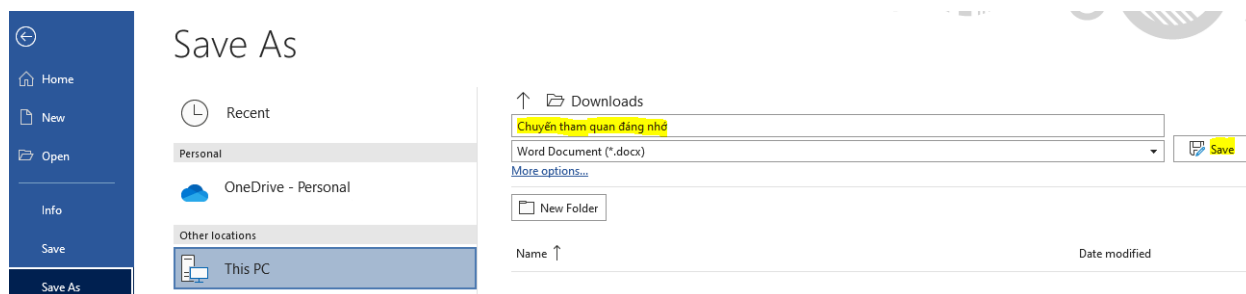 Save As
Home
New
Open
Info
Save
Save As
Recent
Personal
OneDrive - Personal
Other locations
This PC
Downloads
Chuyến tham quan đáng nhớ
Word Document (*.docx)
Save
More options...
New Folder
Name
Date modified